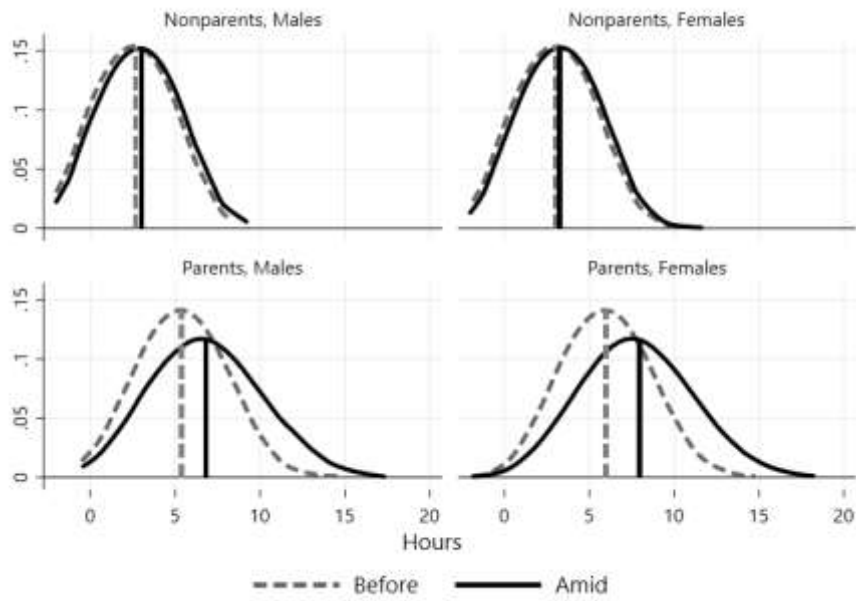 Nonparents, Males
Nonparents, Females
.15
.1
.05
0
Parents, Males
Parents, Females
.15
.1
.05
0
0 5 10 15 20
0 5 10 15 20
Hours
Before Amid